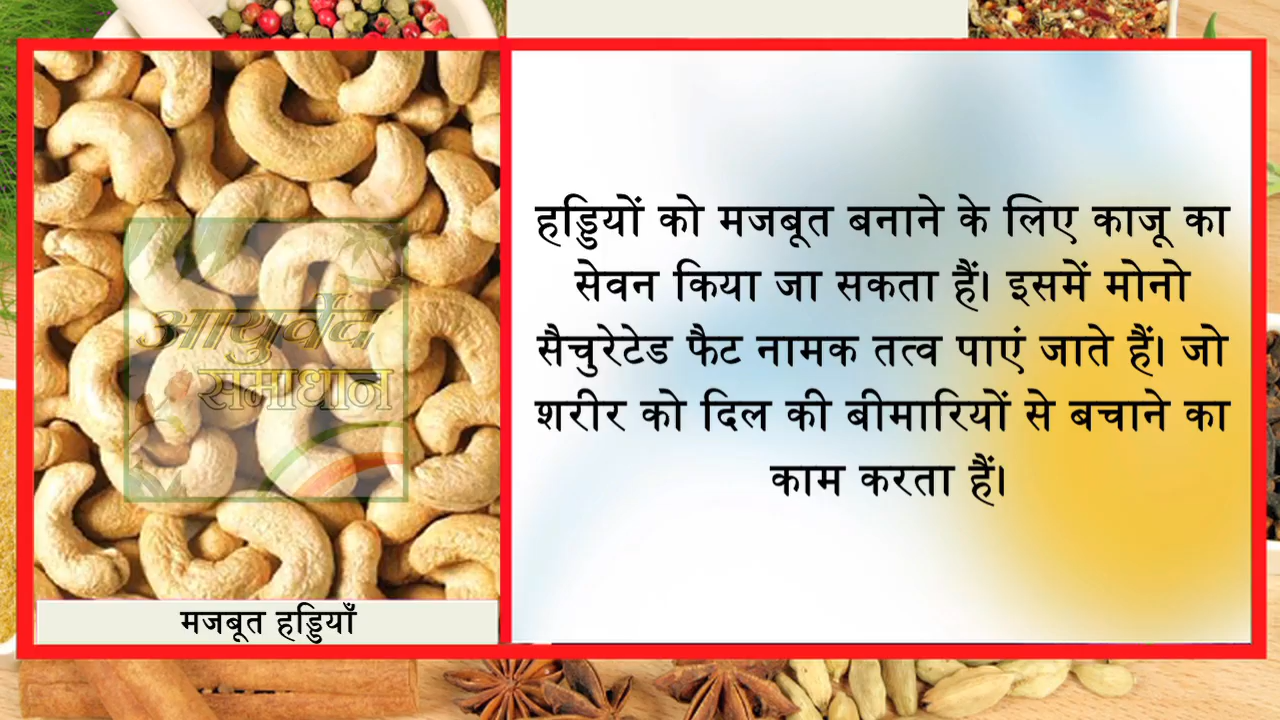 हड्डियों को मजबूत बनाने के लिए काजू का
सेवन किया जा सकता हैं। इसमें मोनो
सैचुरेटेड फैट नामक तत्व पाएं जाते हैं। जो
शरीर को दिल की बीमारियों से बचाने का
काम करता हैं।
आयुर्वेद
समाधान
मजबूत हड्डियाँ